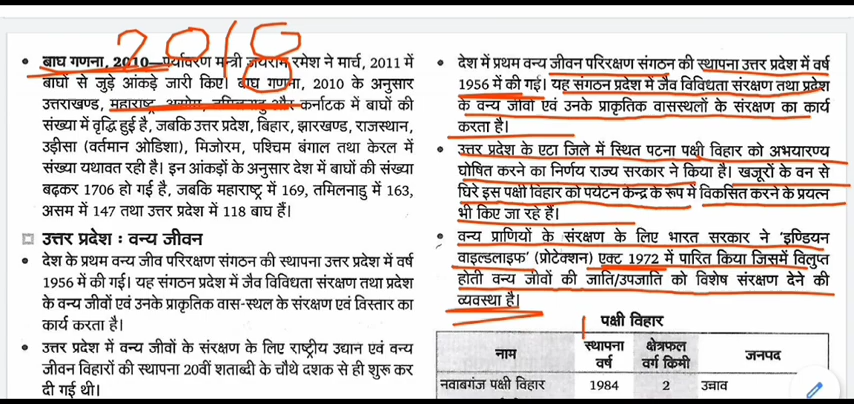 2018
बाघ गणना, 2010—पर्यावरण मन्त्री जयराम रमेश ने मार्च, 2011 में
बाघों से जुड़े आंकड़े जारी किए। बाघ गणना, 2010 के अनुसार
उत्तराखण्ड, महाराष्ट्र, असोम, तमिलनाडु और कर्नाटक में बाघों की
संख्या में वृद्धि हुई है, जबकि उत्तर प्रदेश, बिहार, झारखण्ड, राजस्थान,
उड़ीसा (वर्तमान ओडिशा), मिजोरम, पश्चिम बंगाल तथा केरल में
संख्या यथावत रही है। इन आंकड़ों के अनुसार देश में बाघों की संख्या
बढ़कर 1706 हो गई है, जबकि महाराष्ट्र में 169, तमिलनाडु में 163,
असम में 147 तथा उत्तर प्रदेश में 118 बाघ हैं।
उत्तर प्रदेश : वन्य जीवन
देश के प्रथम वन्य जीव परिरक्षण संगठन की स्थापना उत्तर प्रदेश में वर्ष
1956 में की गई। यह संगठन प्रदेश में जैव विविधता संरक्षण तथा प्रदेश
के वन्य जीवों एवं उनके प्राकृतिक वास-स्थल के संरक्षण एवं विस्तार का
कार्य करता है।
उत्तर प्रदेश में वन्य जीवों के संरक्षण के लिए राष्ट्रीय उद्यान एवं वन्य
जीवन विहारों की स्थापना 20वीं शताब्दी के चौथे दशक से ही शुरू कर
दी गई थी।
देश में प्रथम वन्य जीवन परिरक्षण संगठन की स्थापना उत्तर प्रदेश में वर्ष
1956 में की गई। यह संगठन प्रदेश में जैव विविधता संरक्षण तथा प्रदेश
के वन्य जीवों एवं उनके प्राकृतिक वासस्थलों के संरक्षण का कार्य
करता है।
उत्तर प्रदेश के एटा जिले में स्थित पटना पक्षी विहार को अभयारण्य
घोषित करने का निर्णय राज्य सरकार ने किया है। खजूरों के वन से
घिरे इस पक्षी विहार को पर्यटन केन्द्र के रूप में विकसित करने के प्रयत्न
भी किए जा रहे हैं।
वन्य प्राणियों के संरक्षण के लिए भारत सरकार ने 'इण्डियन
वाइल्डलाइफ' (प्रोटेक्शन) एक्ट 1972 में पारित किया जिसमें विलुप्त
होती वन्य जीवों की जाति/उपजाति को विशेष संरक्षण देने की
व्यवस्था है।
पक्षी विहार
नाम स्थापना वर्ष क्षेत्रफल वर्ग किमी जनपद
नवाबगंज पक्षी विहार 1984 2 उन्नाव